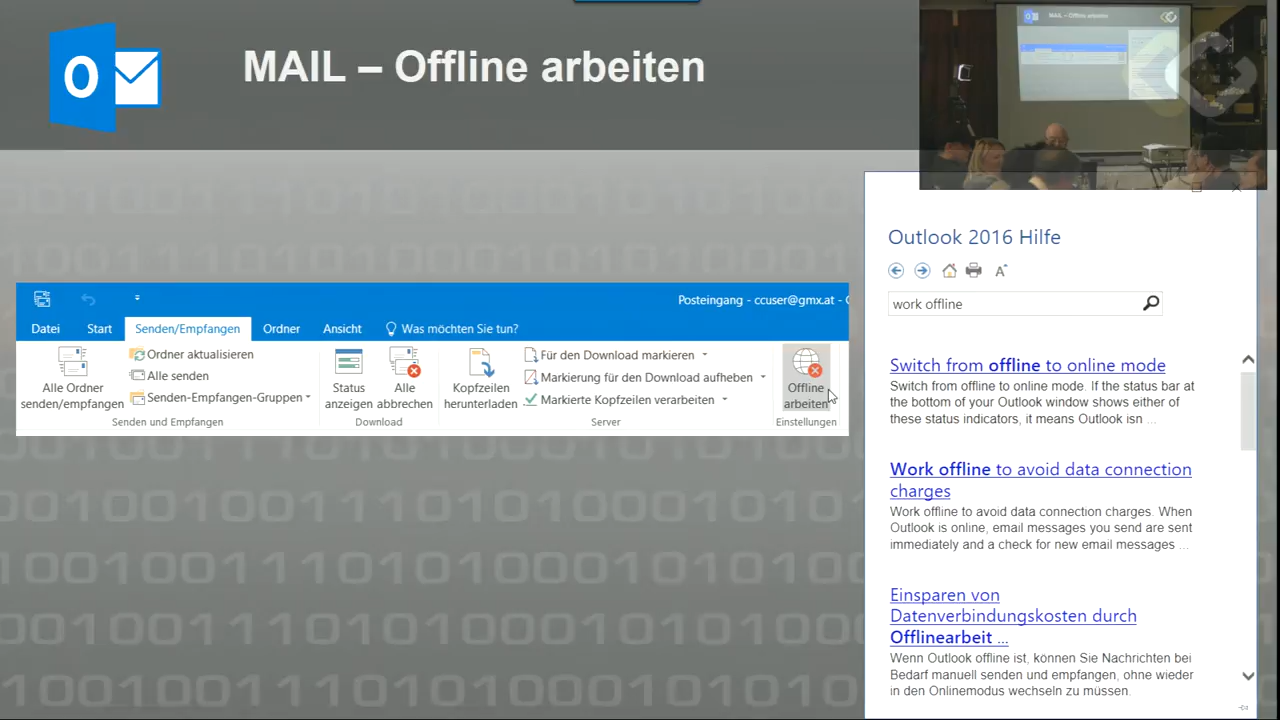 MAIL – Offline arbeiten
MAIL – Offline arbeiten
Outlook 2016 Hilfe
work offline
Posteingang - ccuser@gmx.at -
Datei Start Senden/Empfangen Ordner Ansicht Was möchten Sie tun?
Alle Ordner
senden/empfangen
Ordner aktualisieren
Alle senden
Senden-Empfangen-Gruppen
Senden und Empfangen
Status
anzeigen
Alle
abbrechen
Download
Kopfzeilen
herunterladen
Für den Download markieren
Markierung für den Download aufheben
Markierte Kopfzeilen verarbeiten
Server
Offline
arbeiten
Einstellungen
Switch from offline to online mode
Switch from offline to online mode. If the status bar at
the bottom of your Outlook window shows either of
these status indicators, it means Outlook isn ...
Work offline to avoid data connection
charges
Work offline to avoid data connection charges. When
Outlook is online, email messages you send are sent
immediately and a check for new email messages ...
Einsparen von
Datenverbindungskosten durch
Offlinearbeit ...
Wenn Outlook offline ist, können Sie Nachrichten bei
Bedarf manuell senden und empfangen, ohne wieder
in den Onlinemodus wechseln zu müssen.